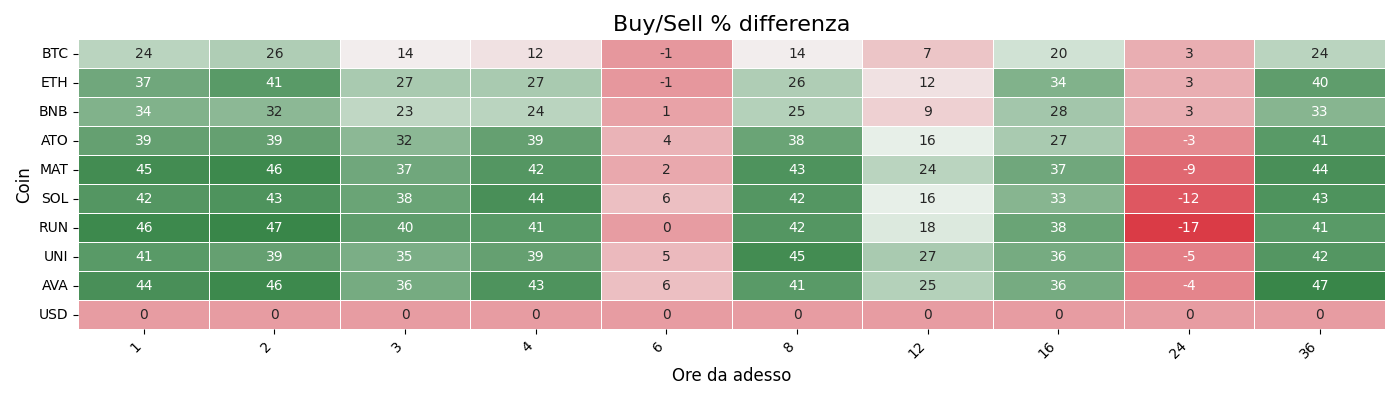 Buy/Sell % differenza
Coin
BTC 24 26 14 12 -1 14 7 20 3 24
ETH 37 41 27 27 -1 26 12 34 3 40
BNB 34 32 23 24 1 25 9 28 3 33
ATO 39 39 32 39 4 38 16 27 -3 41
MAT 45 46 37 42 2 43 24 37 -9 44
SOL 42 43 38 44 6 42 16 33 -12 43
RUN 46 47 40 41 0 42 18 38 -17 41
UNI 41 39 35 39 5 45 27 36 -5 42
AVA 44 46 36 43 6 41 25 36 -4 47
USD 0 0 0 0 0 0 0 0 0 0
1 2 3 4 6 8 12 16 24 36
Ore da adesso